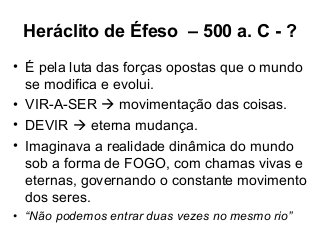 Heráclito de Éfeso – 500 a. C - ?
• É pela luta das forças opostas que o mundo
se modifica e evolui.
• VIR-A-SER → movimentação das coisas.
• DEVIR → eterna mudança.
• Imaginava a realidade dinâmica do mundo
sob a forma de FOGO, com chamas vivas e
eternas, governando o constante movimento
dos seres.
• “Não podemos entrar duas vezes no mesmo rio”